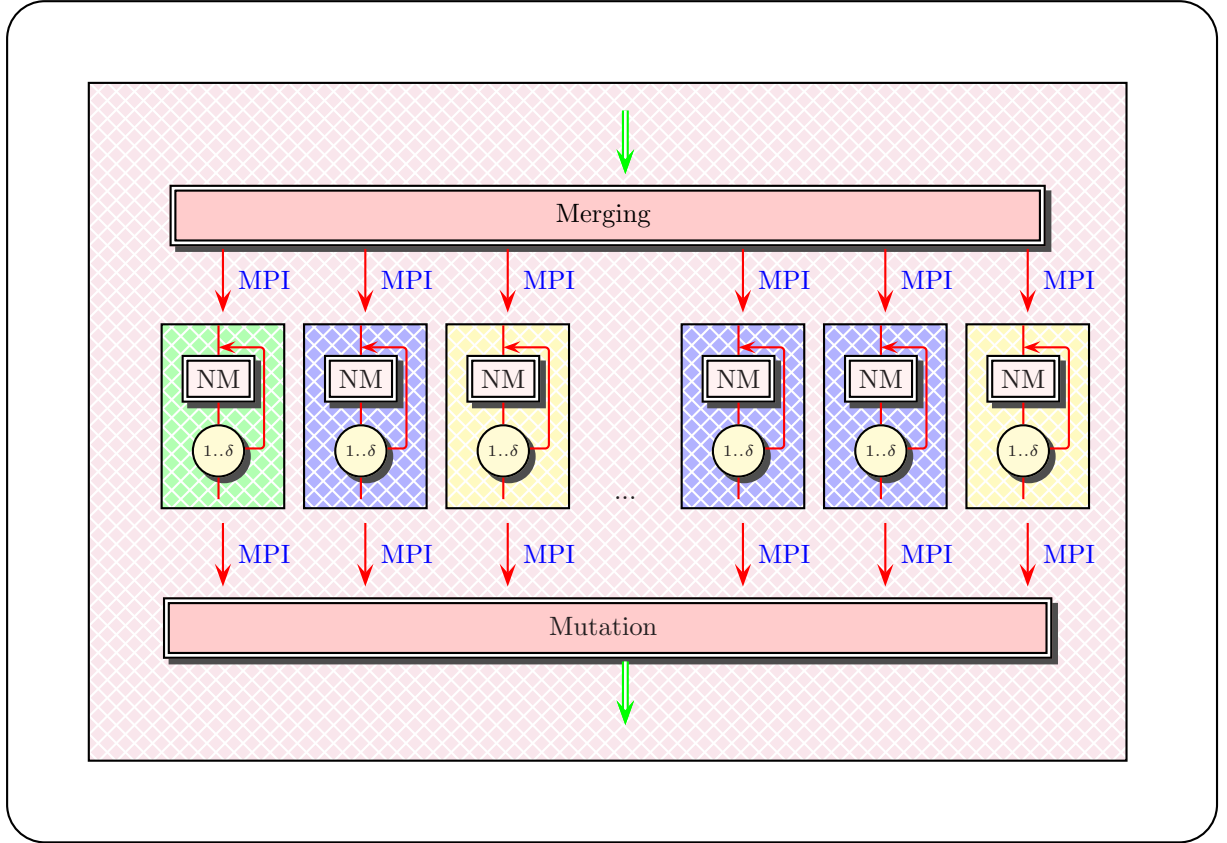 Merging
MPI MPI MPI MPI MPI MPI
NM NM NM NM NM NM
1..δ 1..δ 1..δ 1..δ 1..δ 1..δ
...
MPI MPI MPI MPI MPI MPI
Mutation